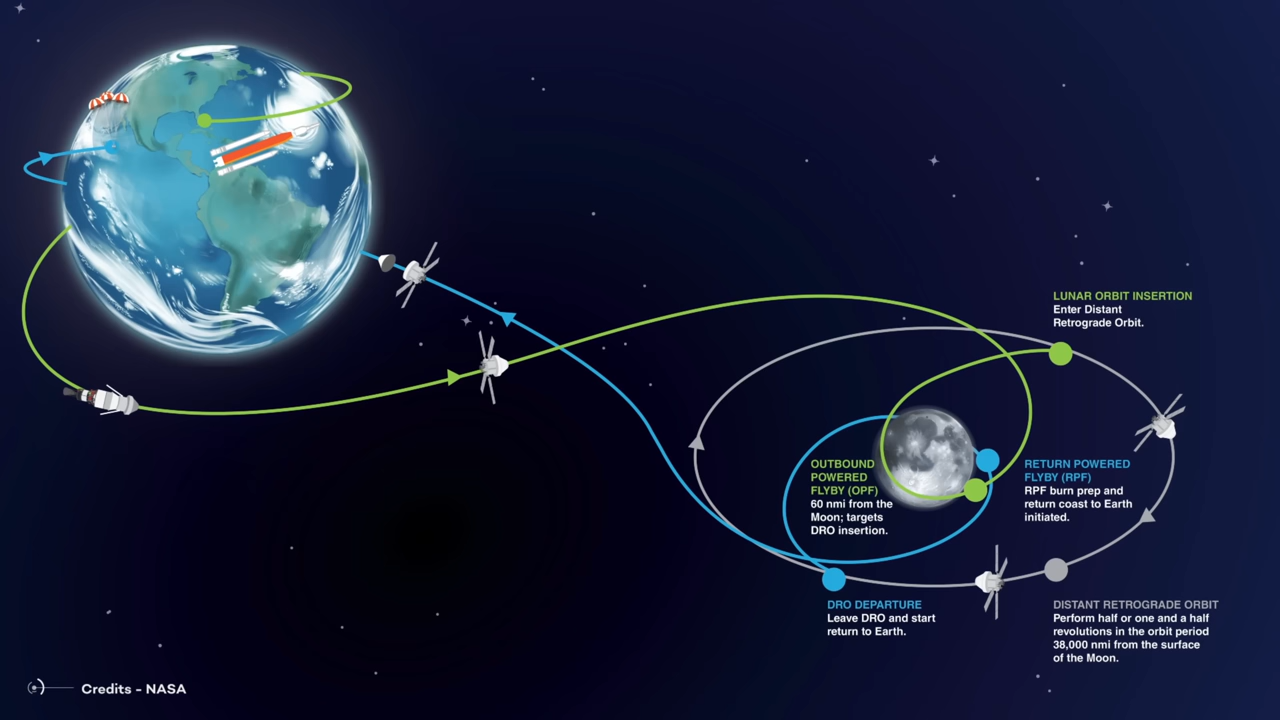 LUNAR ORBIT INSERTION
Enter Distant
Retrograde Orbit.
OUTBOUND
POWERED
FLYBY (OPF)
60 nmi from the
Moon; targets
DRO insertion.
RETURN POWERED
FLYBY (RPF)
RPF burn prep and
return coast to Earth
initiated.
DRO DEPARTURE
Leave DRO and start
return to Earth.
DISTANT RETROGRADE ORBIT
Perform half or one and a half
revolutions in the orbit period
38,000 nmi from the surface
of the Moon.
Credits - NASA